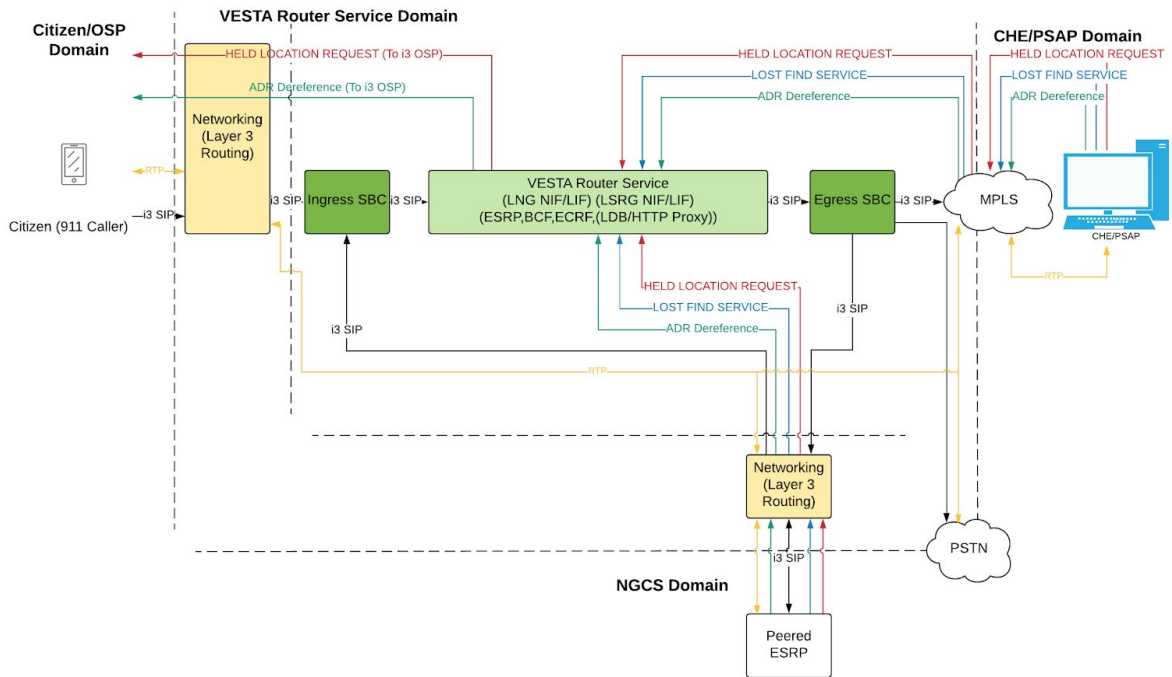 VESTA Router Service Domain
Citizen/OSP
Domain
CHE/PSAP Domain
HELD LOCATION REQUEST (To i3 OSP)
HELD LOCATION REQUEST
HELD LOCATION REQUEST
LOST FIND SERVICE
LOST FIND SERVICE
ADR Dereference (To i3 OSP)
ADR Dereference
ADR Dereference
Networking
(Layer 3
Routing)
RTP
Citizen (911 Caller)
i3 SIP
i3 SIP
Ingress SBC
i3 SIP
VESTA Router Service
(LNG NIF/LIF) (LSRG NIF/LIF)
(ESRP,BCF,ECRF,(LDB/HTTP Proxy))
i3 SIP
Egress SBC
i3 SIP
MPLS
CHE/PSAP
RTP
HELD LOCATION REQUEST
LOST FIND SERVICE
ADR Dereference
i3 SIP
i3 SIP
RTP
Networking
(Layer 3
Routing)
PSTN
i3 SIP
NGCS Domain
Peered
ESRP